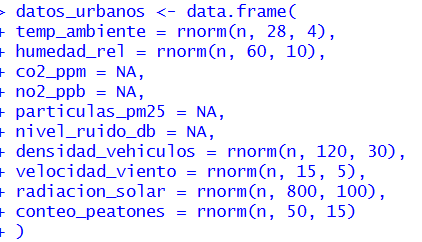 > datos_urbanos <- data.frame(
+ temp_ambiente = rnorm(n, 28, 4),
+ humedad_rel = rnorm(n, 60, 10),
+ co2_ppm = NA,
+ no2_ppb = NA,
+ particulas_pm25 = NA,
+ nivel_ruido_db = NA,
+ densidad_vehiculos = rnorm(n, 120, 30),
+ velocidad_viento = rnorm(n, 15, 5),
+ radiacion_solar = rnorm(n, 800, 100),
+ conteo_peatones = rnorm(n, 50, 15)
+ )